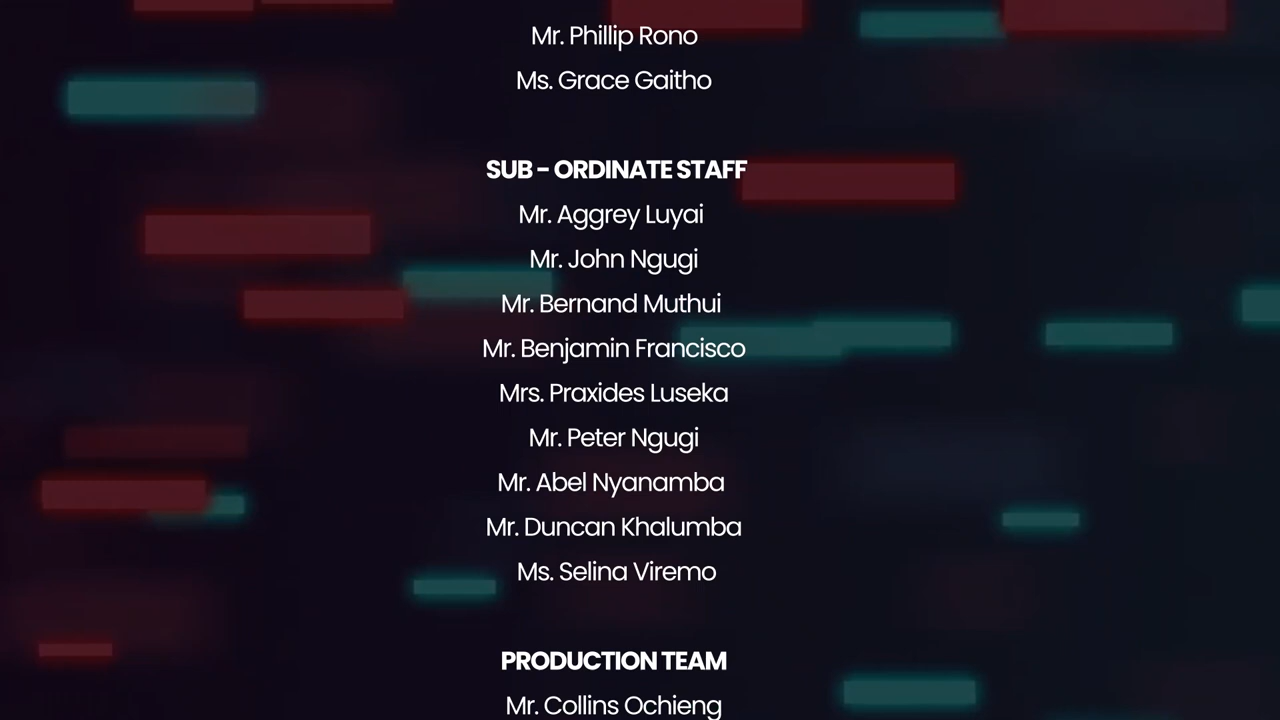 Mr. Phillip Rono
Ms. Grace Gaitho
SUB - ORDINATE STAFF
Mr. Aggrey Luyai
Mr. John Ngugi
Mr. Bernand Muthui
Mr. Benjamin Francisco
Mrs. Praxides Luseka
Mr. Peter Ngugi
Mr. Abel Nyanamba
Mr. Duncan Khalumba
Ms. Selina Viremo
PRODUCTION TEAM
Mr. Collins Ochieng